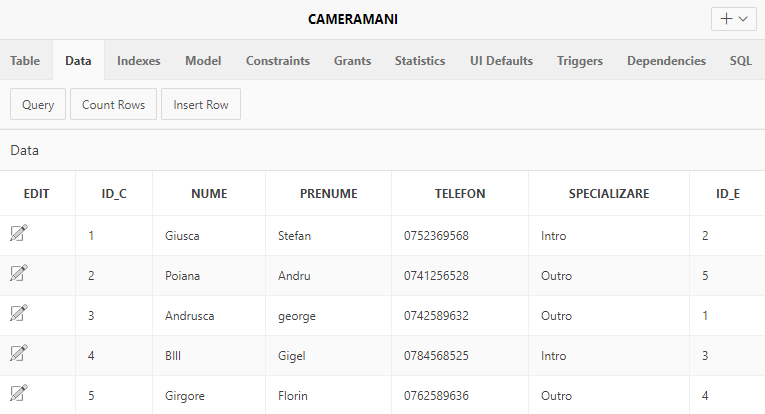 CAMERAMANI
Table Data Indexes Model Constraints Grants Statistics UI Defaults Triggers Dependencies SQL
Query Count Rows Insert Row
Data
EDIT ID_C NUME PRENUME TELEFON SPECIALIZARE ID_E
1 Giusca Stefan 0752369568 Intro 2
2 Poiana Andru 0741256528 Outro 5
3 Andrusca george 0742589632 Outro 1
4 BIII Gigel 0784568525 Intro 3
5 Girgore Florin 0762589636 Outro 4